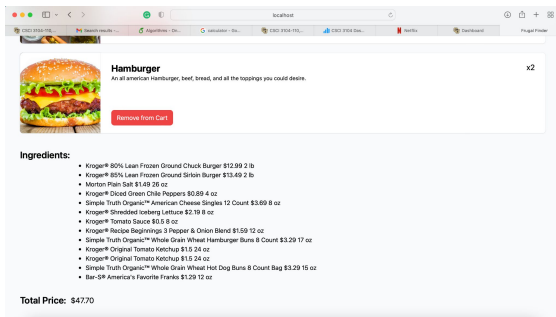 localhost
CSCI 3104-110,...
Search results -...
Algorithms - Do...
calculator - Go...
CSCI 3104-110,...
CSCI 3104 Das...
Netflix
Dashboard
Frugal Finder
Hamburger
x2
An all american Hamburger, beef, bread, and all the toppings you could desire.
Remove from Cart
Ingredients:
Kroger® 80% Lean Frozen Ground Chuck Burger $12.99 2 lb
Kroger® 85% Lean Frozen Ground Sirloin Burger $13.49 2 lb
Morton Plain Salt $1.49 26 oz
Kroger® Diced Green Chile Peppers $0.89 4 oz
Simple Truth Organic™ American Cheese Singles 12 Count $3.69 8 oz
Kroger® Shredded Iceberg Lettuce $2.19 8 oz
Kroger® Tomato Sauce $0.5 8 oz
Kroger® Recipe Beginnings 3 Pepper & Onion Blend $1.59 12 oz
Simple Truth Organic™ Whole Grain Wheat Hamburger Buns 8 Count $3.29 17 oz
Kroger® Original Tomato Ketchup $1.5 24 oz
Kroger® Original Tomato Ketchup $1.5 24 oz
Simple Truth Organic™ Whole Grain Wheat Hot Dog Buns 8 Count Bag $3.29 15 oz
Bar-S® America's Favorite Franks $1.29 12 oz
Total Price: $47.70